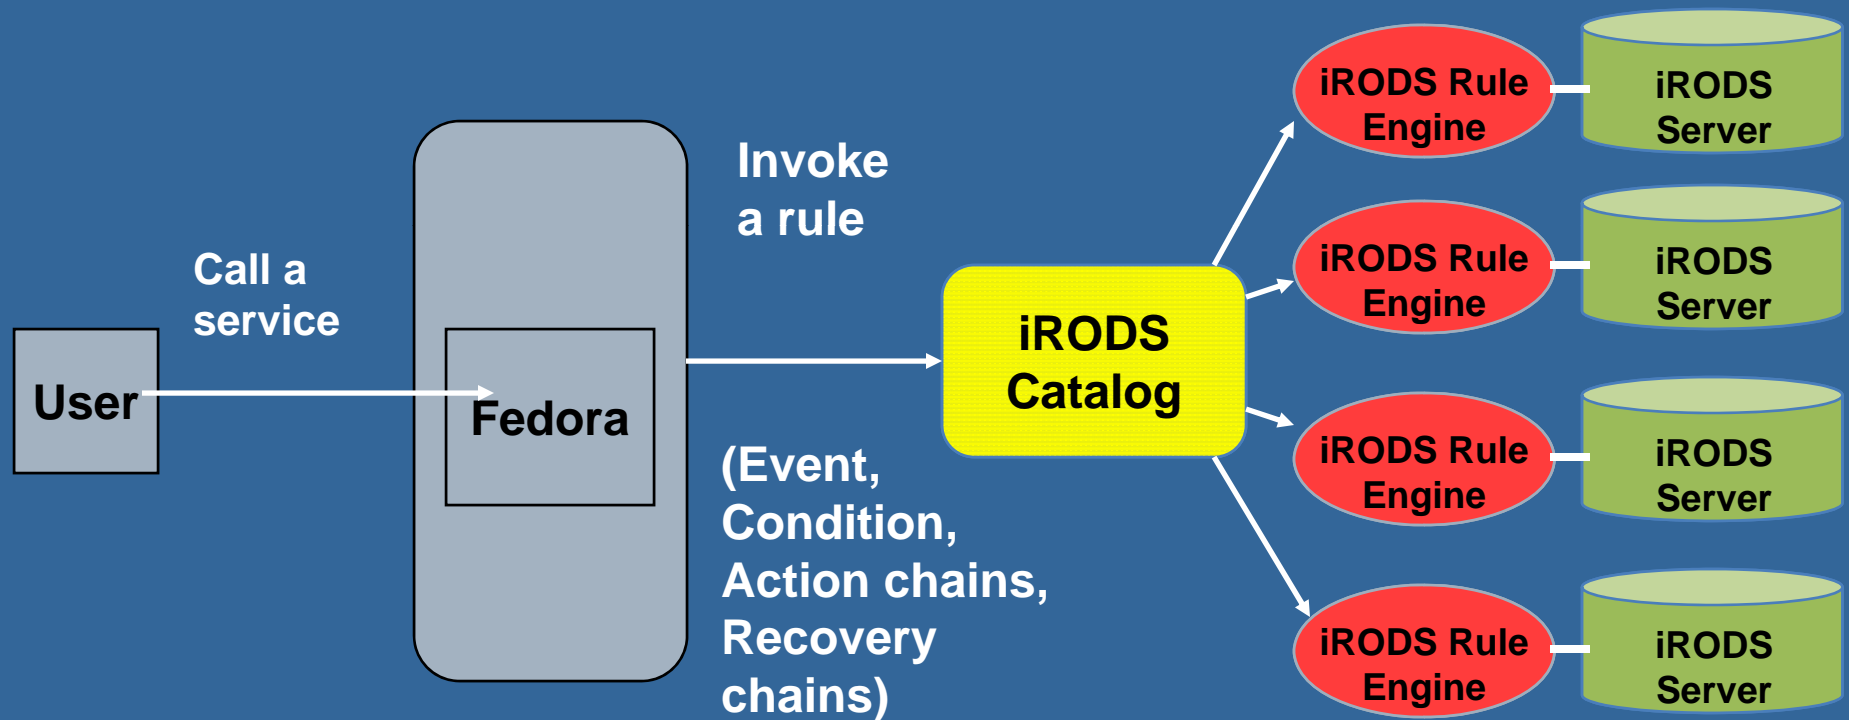 User
Call a
service
Fedora
Invoke
a rule
(Event,
Condition,
Action chains,
Recovery
chains)
iRODS
Catalog
iRODS Rule
Engine
iRODS
Server
iRODS Rule
Engine
iRODS
Server
iRODS Rule
Engine
iRODS
Server
iRODS Rule
Engine
iRODS
Server